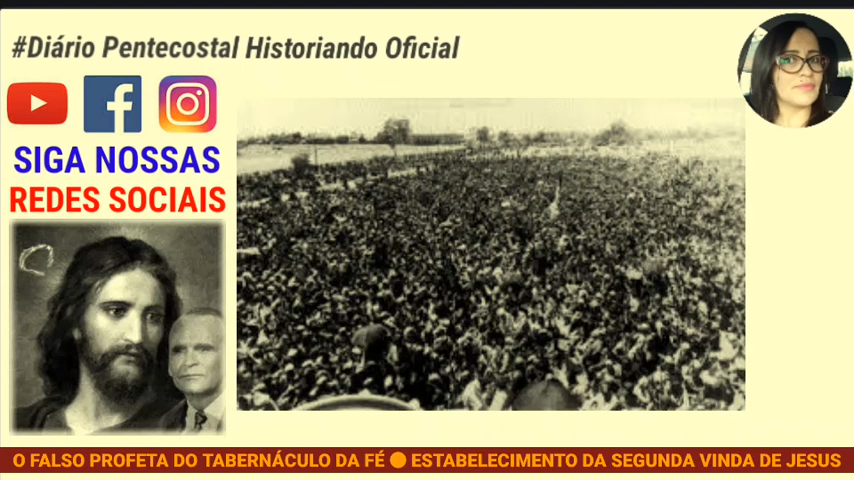 #Diário Pentecostal Historiando Oficial
SIGA NOSSAS
REDES SOCIAIS
O FALSO PROFETA DO TABERNÁCULO DA FÉ ● ESTABELECIMENTO DA SEGUNDA VINDA DE JESUS